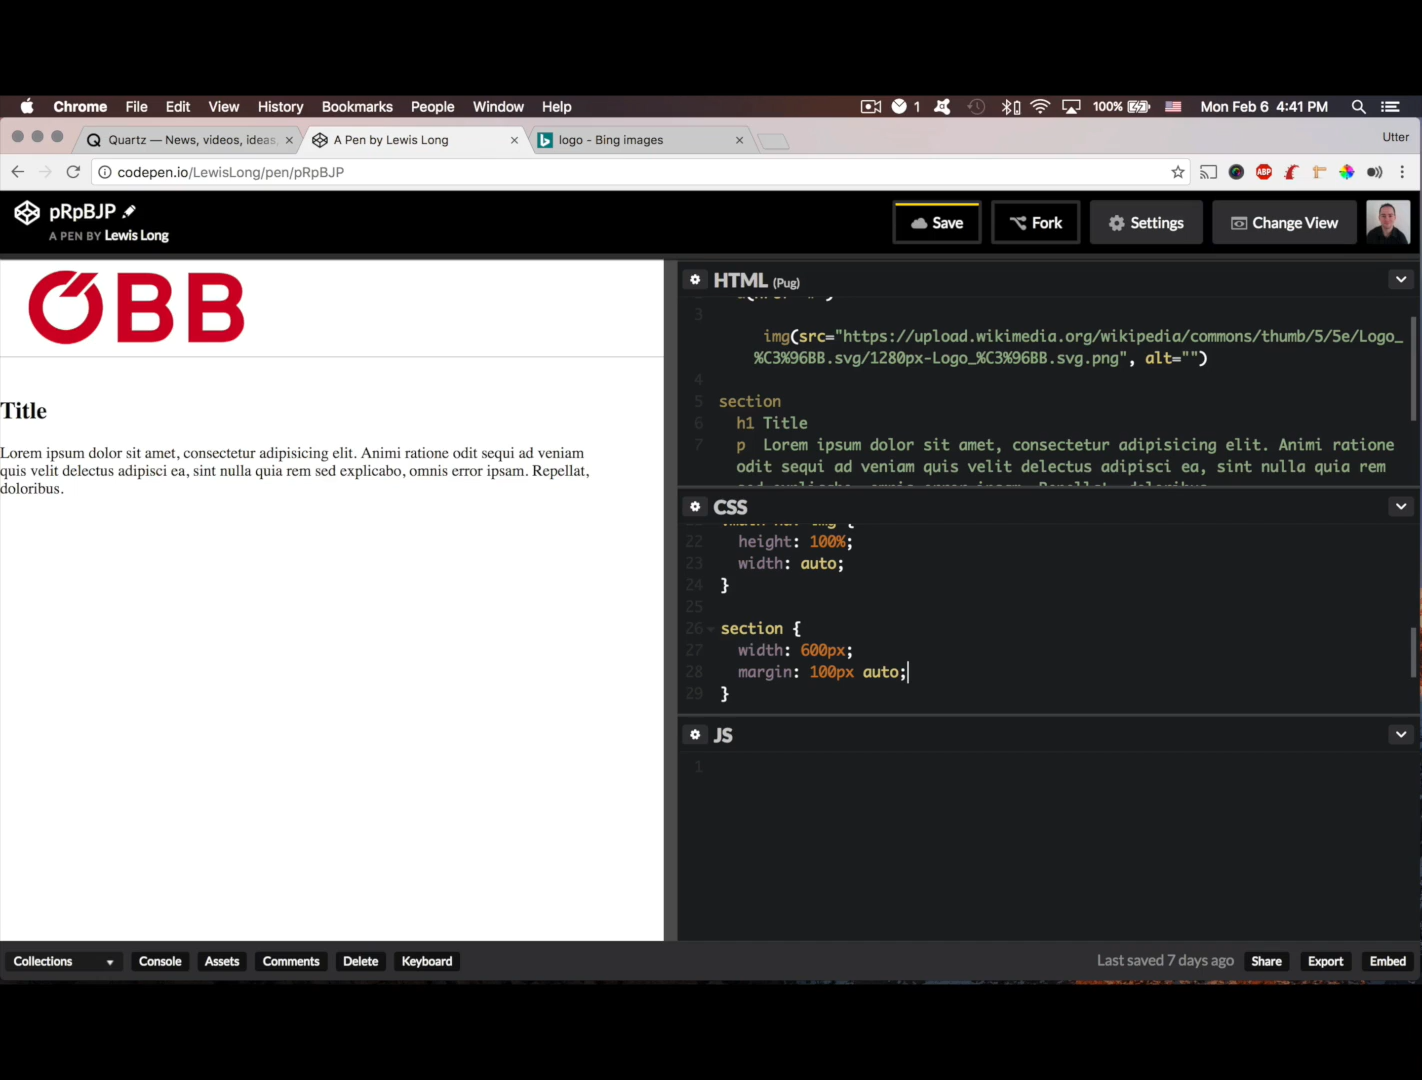 Chrome File Edit View History Bookmarks People Window Help 1 100% Mon Feb 6 4:41 PM
Quartz — News, videos, ideas, A Pen by Lewis Long logo - Bing images Utter
codepen.io/LewisLong/pen/pRpBJP ABP
pRpBJP
A PEN BY Lewis Long
Save Fork Settings Change View
ÖBB
Title
Lorem ipsum dolor sit amet, consectetur adipisicing elit. Animi ratione odit sequi ad veniam
quis velit delectus adipisci ea, sint nulla quia rem sed explicabo, omnis error ipsam. Repellat,
doloribus.
HTML (Pug)
3
img(src="https://upload.wikimedia.org/wikipedia/commons/thumb/5/5e/Logo_
%C3%96BB.svg/1280px-Logo_%C3%96BB.svg.png", alt="")
4
5 section
6 h1 Title
7 p Lorem ipsum dolor sit amet, consectetur adipisicing elit. Animi ratione
odit sequi ad veniam quis velit delectus adipisci ea, sint nulla quia rem
CSS
22 height: 100%;
23 width: auto;
24 }
25
26 section {
27 width: 600px;
28 margin: 100px auto;
29 }
JS
1
Collections Console Assets Comments Delete Keyboard Last saved 7 days ago Share Export Embed